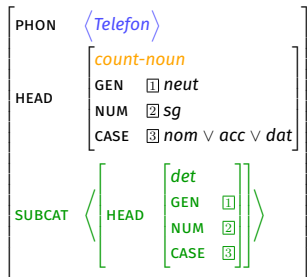 PHON ⟨Telefon⟩
count-noun
GEN 1 neut
HEAD NUM 2 sg
CASE 3 nom ∨ acc ∨ dat
det
GEN 1
SUBCAT ⟨ HEAD NUM 2 ⟩
CASE 3